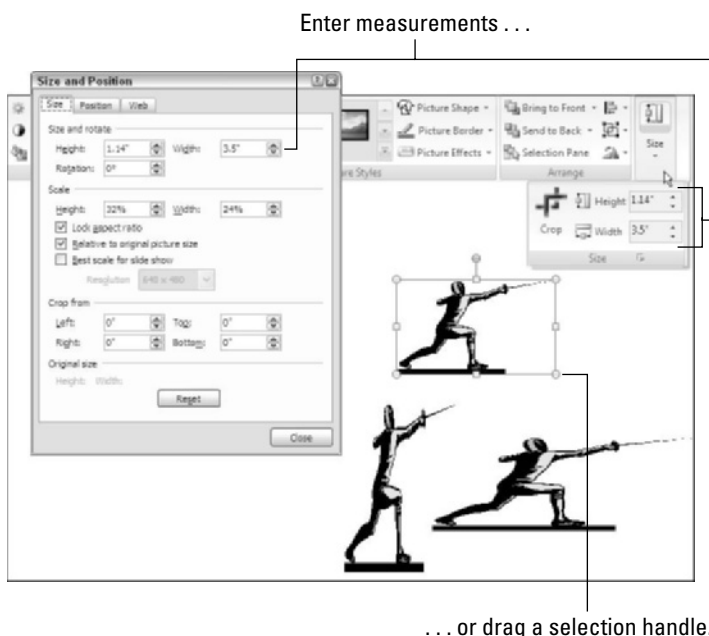 Enter measurements . . .
Size and Position
Size Position Web
Size and rotate
Height: 1.14" Width: 3.5"
Rotation: 0°
Scale
Height: 32% Width: 24%
Lock aspect ratio
Relative to original picture size
Best scale for slide show
Resolution 640 x 480
Crop from
Left: 0" Top: 0"
Right: 0" Bottom: 0"
Original size
Height: Width:
Reset
Close
Picture Shape
Picture Border
Picture Effects
re Styles
Bring to Front
Send to Back
Selection Pane
Arrange
Size
Height 1.14"
Crop Width 3.5"
Size
. . . or drag a selection handle